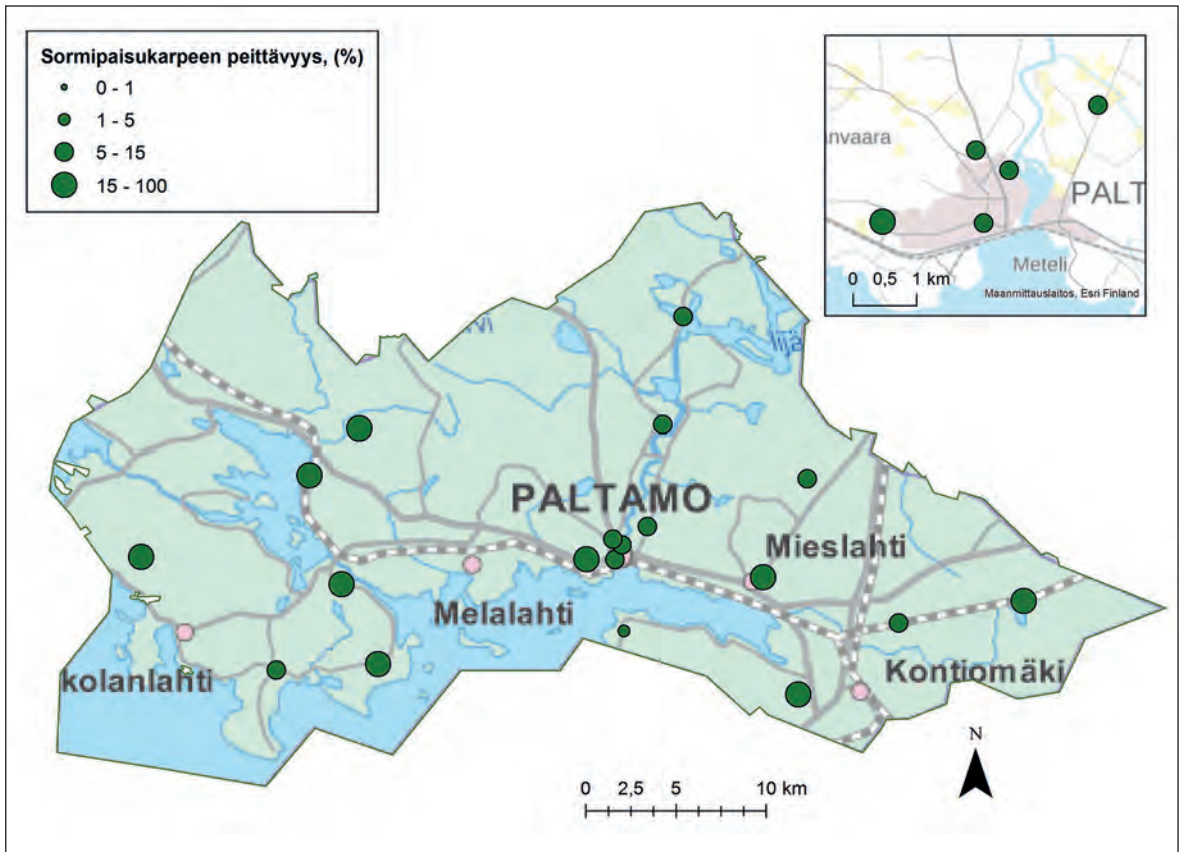 Sormipaisukarpeen peittävyys, (%)
0 - 1
1 - 5
5 - 15
15 - 100
nvaara
PALT
Meteli
0 0,5 1 km
Maanmittauslaitos, Esri Finland
PALTAMO
Mieslahti
Melalahti
kolanlahti
Kontiomäki
N
0 2,5 5 10 km